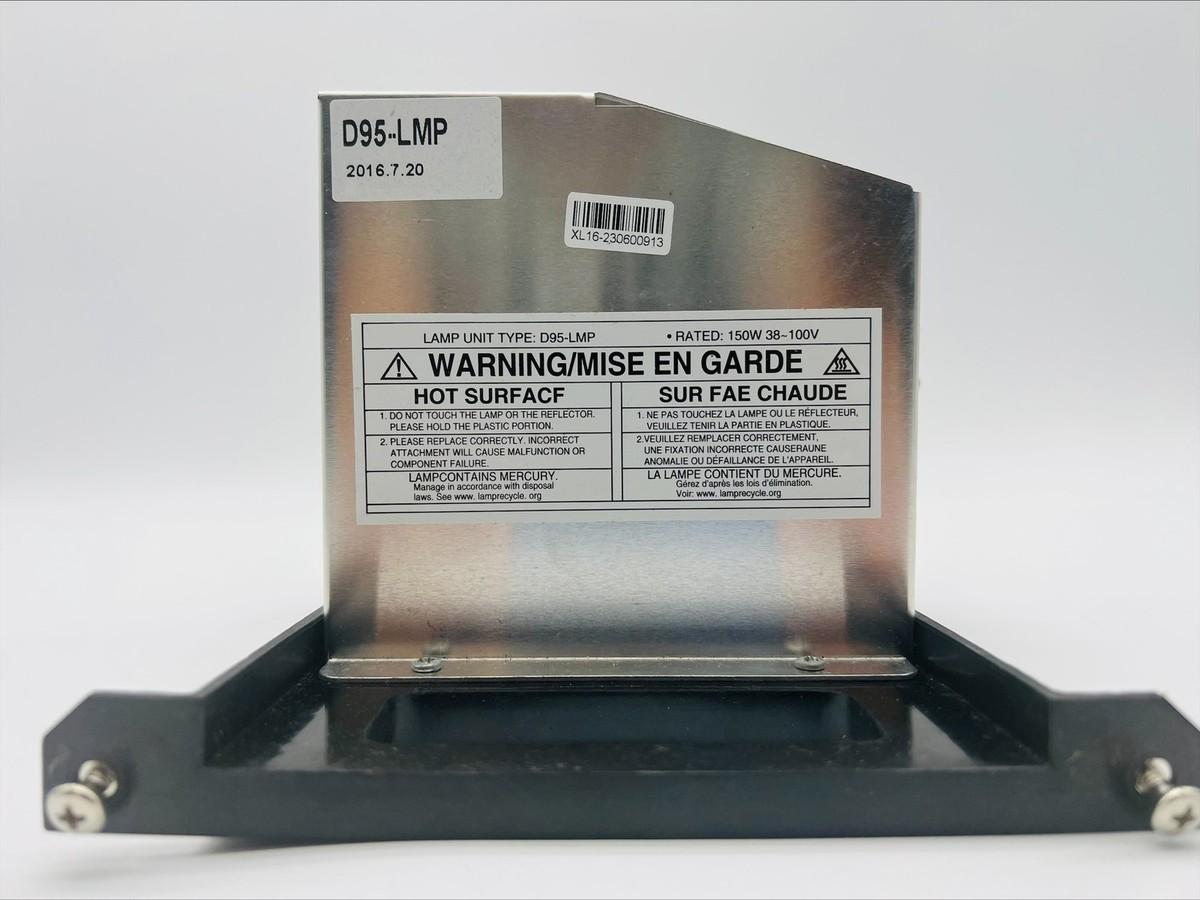 D95-LMP
2016.7.20
XL16-230600913
LAMP UNIT TYPE: D95-LMP • RATED: 150W 38~100V
WARNING/MISE EN GARDE
HOT SURFACF
1. DO NOT TOUCH THE LAMP OR THE REFLECTOR.
PLEASE HOLD THE PLASTIC PORTION.
2. PLEASE REPLACE CORRECTLY. INCORRECT
ATTACHMENT WILL CAUSE MALFUNCTION OR
COMPONENT FAILURE.
LAMPCONTAINS MERCURY.
Manage in accordance with disposal
laws. See www. lamprecycle. org
SUR FAE CHAUDE
1. NE PAS TOUCHEZ LA LAMPE OU LE RÉFLECTEUR,
VEUILLEZ TENIR LA PARTIE EN PLASTIQUE.
2.VEUILLEZ REMPLACER CORRECTEMENT,
UNE FIXATION INCORRECTE CAUSERAUNE
ANOMALIE OU DÉFAILLANCE DE L'APPAREIL.
LA LAMPE CONTIENT DU MERCURE.
Gérez d'après les lois d'élimination.
Voir: www. lamprecycle. org